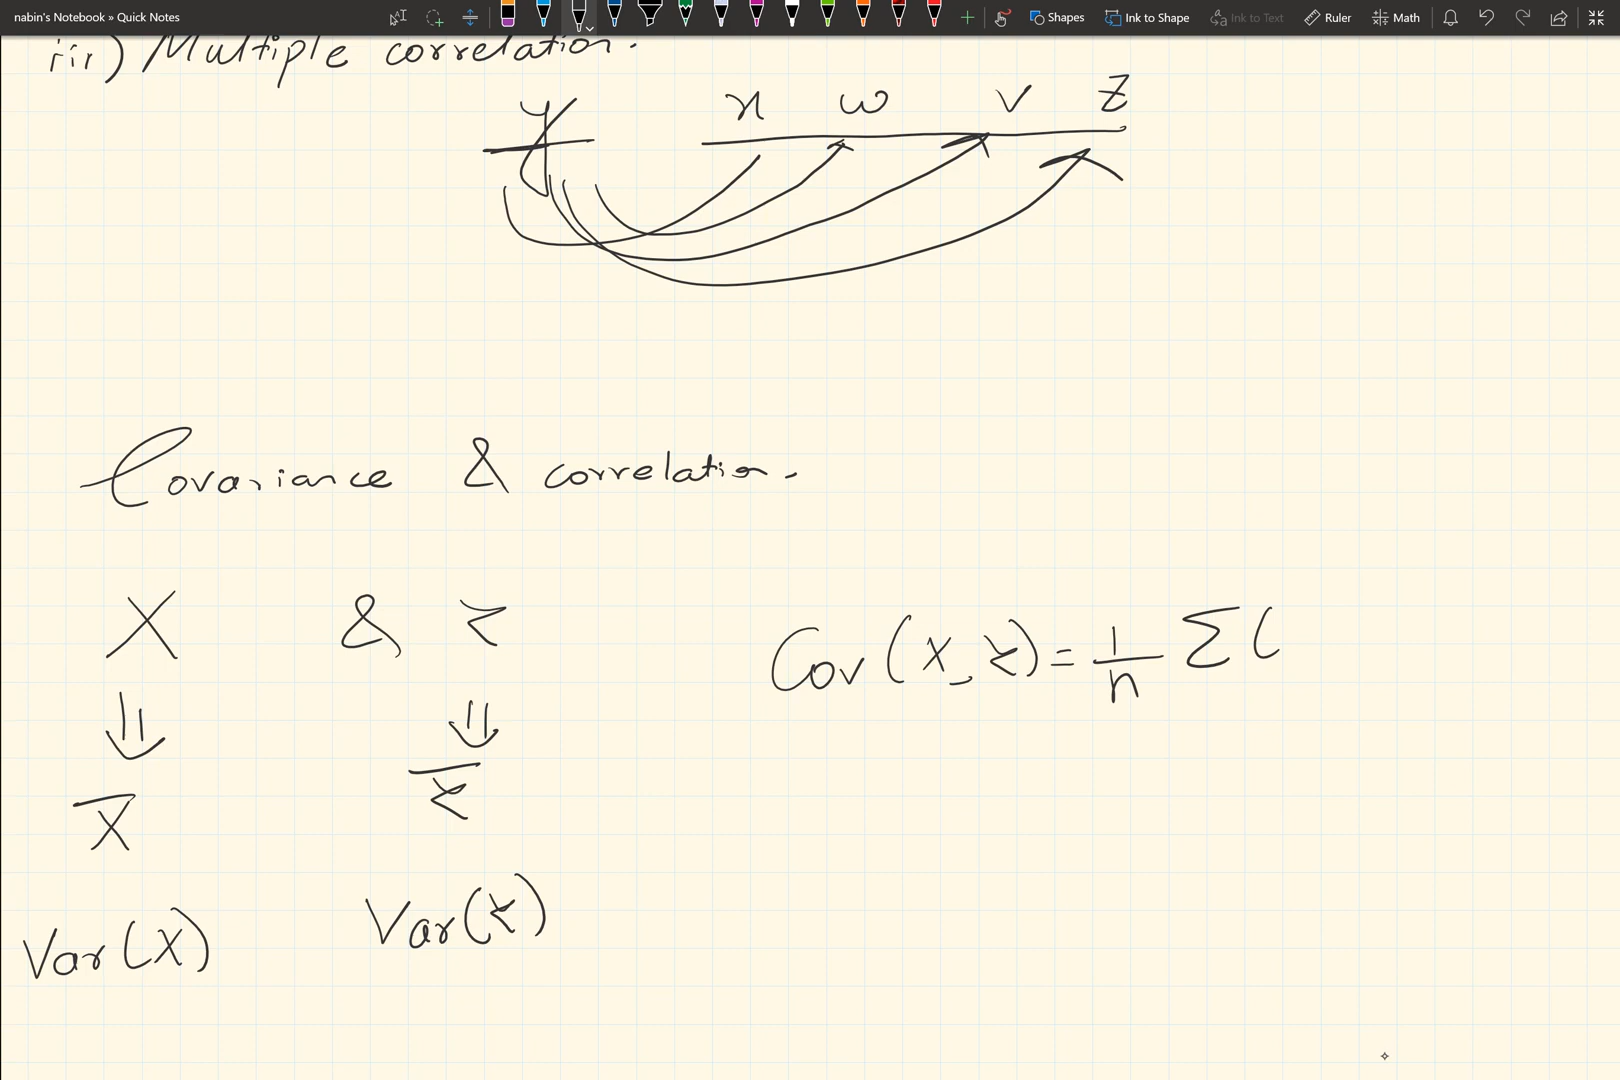 nabin's Notebook » Quick Notes
Shapes Ink to Shape Ink to Text Ruler Math
iii) Multiple correlation.
y x w v z
Covariance & correlation.
X & Z
Cov(X, Z) = 1/n Σ (
X̄ Z̄
Var(X) Var(Z)